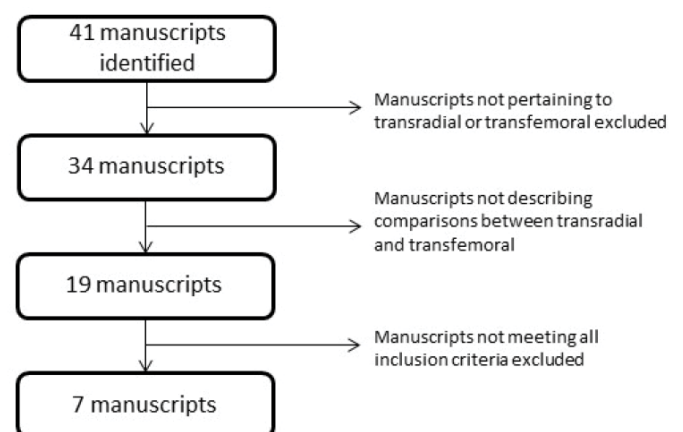 41 manuscripts
identified
Manuscripts not pertaining to
transradial or transfemoral excluded
34 manuscripts
Manuscripts not describing
comparisons between transradial
and transfemoral
19 manuscripts
Manuscripts not meeting all
inclusion criteria excluded
7 manuscripts